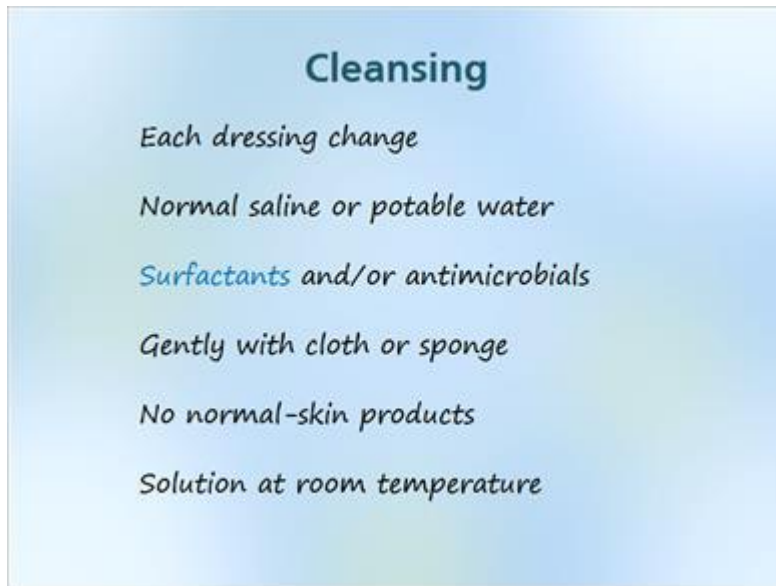 Cleansing
Each dressing change
Normal saline or potable water
Surfactants and/or antimicrobials
Gently with cloth or sponge
No normal-skin products
Solution at room temperature